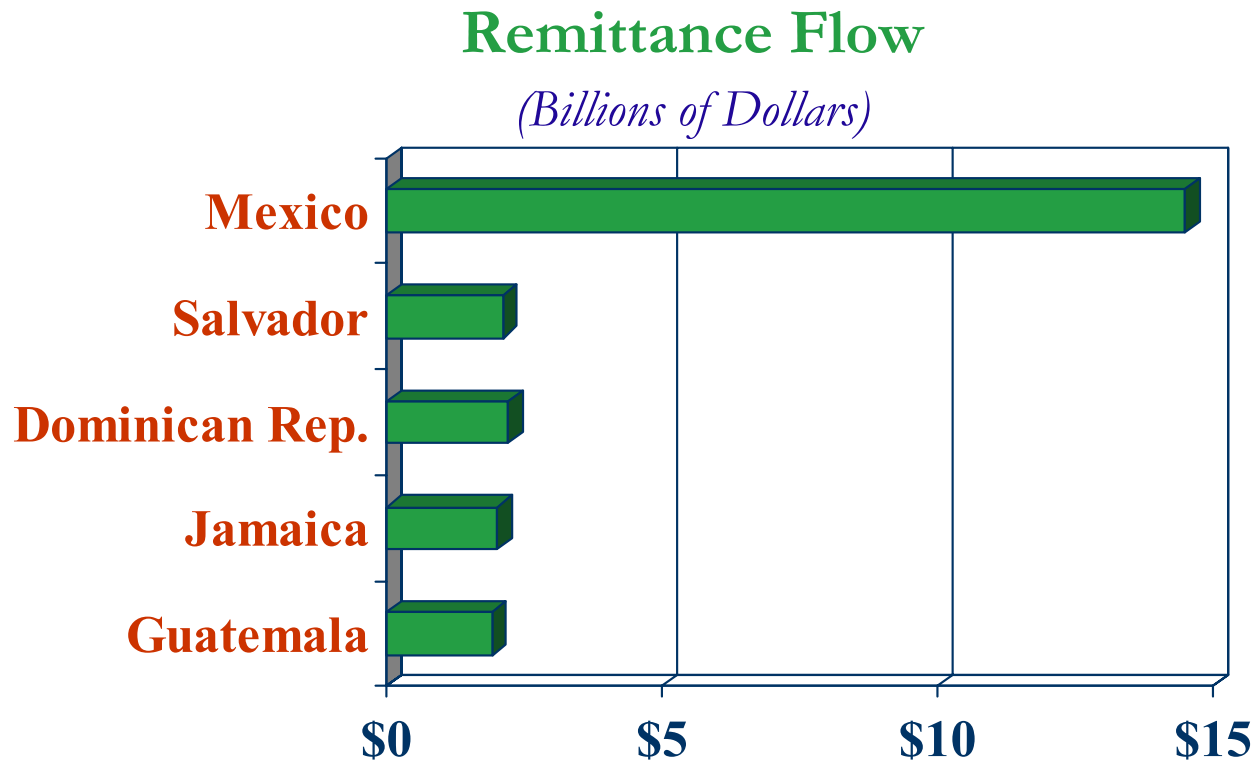 Remittance Flow
(Billions of Dollars)
Mexico
Salvador
Dominican Rep.
Jamaica
Guatemala
$0 $5 $10 $15